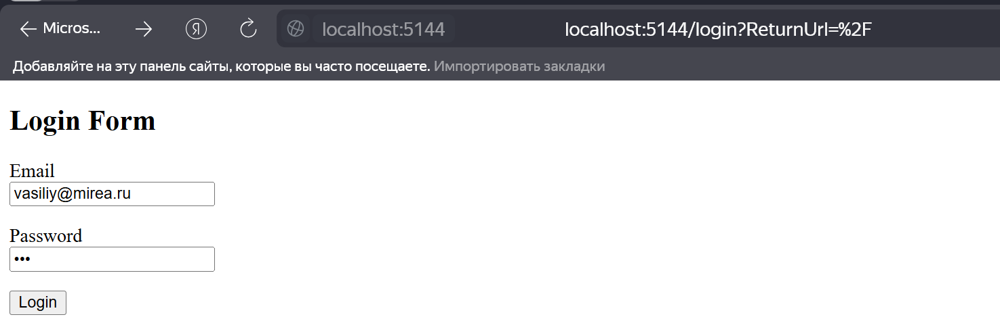 Micros... Я localhost:5144 localhost:5144/login?ReturnUrl=%2F
Добавляйте на эту панель сайты, которые вы часто посещаете. Импортировать закладки
Login Form
Email
vasiliy@mirea.ru
Password
•••
Login